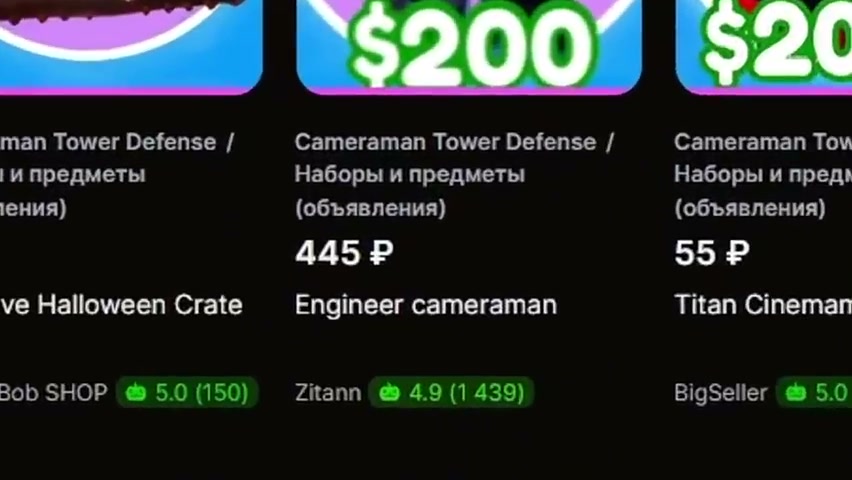 $200
$20
man Tower Defense /
ы и предметы
ления)
ve Halloween Crate
Bob SHOP 5.0 (150)
Cameraman Tower Defense /
Наборы и предметы
(объявления)
445 ₽
Engineer cameraman
Zitann 4.9 (1 439)
Cameraman Tow
Наборы и предм
(объявления)
55 ₽
Titan Cinemam
BigSeller 5.0